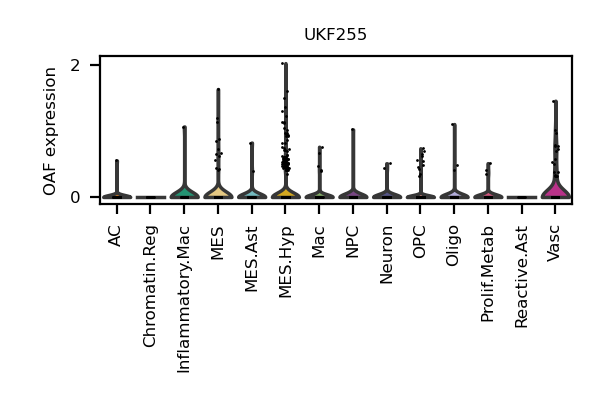 UKF255
OAF expression
2
0
AC
Chromatin.Reg
Inflammatory.Mac
MES
MES.Ast
MES.Hyp
Mac
NPC
Neuron
OPC
Oligo
Prolif.Metab
Reactive.Ast
Vasc